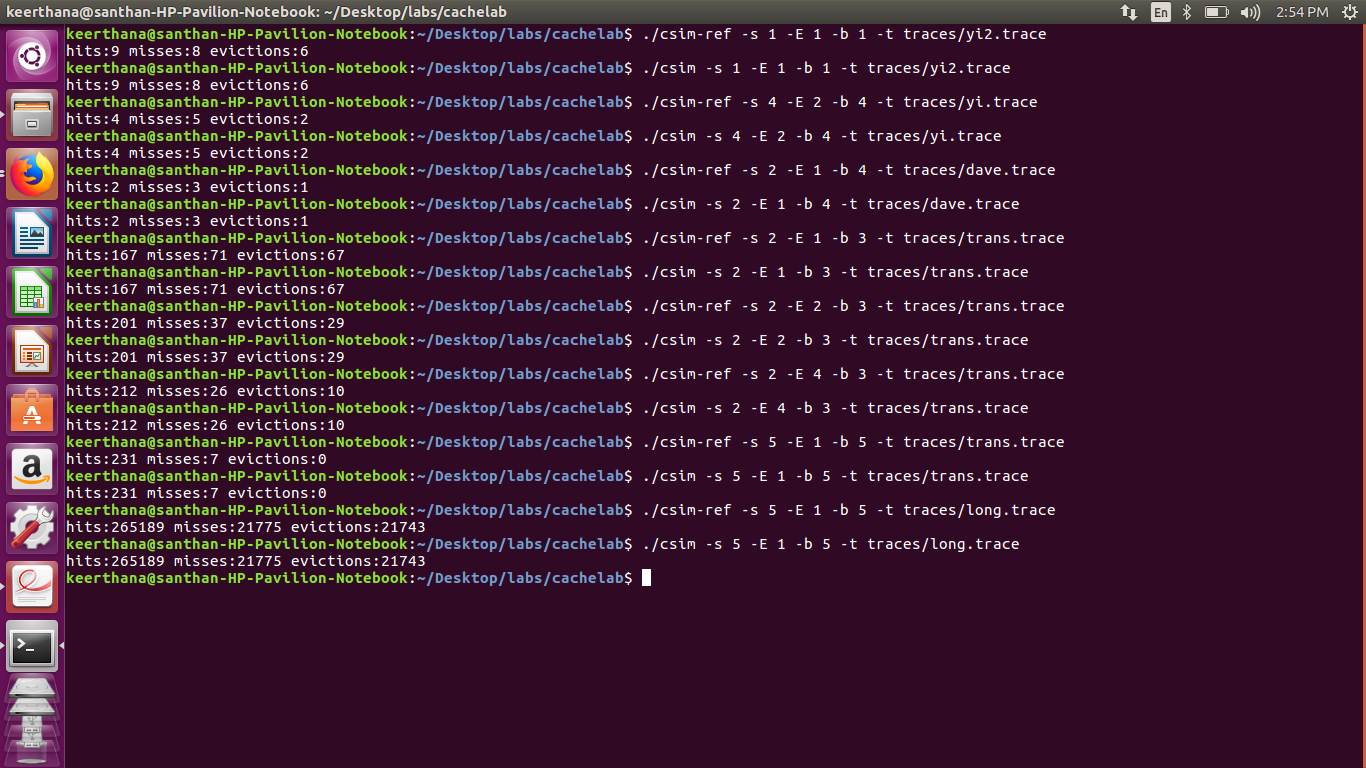 keerthana@santhan-HP-Pavilion-Notebook: ~/Desktop/labs/cachelab
En
2:54 PM
keerthana@santhan-HP-Pavilion-Notebook:~/Desktop/labs/cachelab$ ./csim-ref -s 1 -E 1 -b 1 -t traces/yi2.trace
hits:9 misses:8 evictions:6
keerthana@santhan-HP-Pavilion-Notebook:~/Desktop/labs/cachelab$ ./csim -s 1 -E 1 -b 1 -t traces/yi2.trace
hits:9 misses:8 evictions:6
keerthana@santhan-HP-Pavilion-Notebook:~/Desktop/labs/cachelab$ ./csim-ref -s 4 -E 2 -b 4 -t traces/yi.trace
hits:4 misses:5 evictions:2
keerthana@santhan-HP-Pavilion-Notebook:~/Desktop/labs/cachelab$ ./csim -s 4 -E 2 -b 4 -t traces/yi.trace
hits:4 misses:5 evictions:2
keerthana@santhan-HP-Pavilion-Notebook:~/Desktop/labs/cachelab$ ./csim-ref -s 2 -E 1 -b 4 -t traces/dave.trace
hits:2 misses:3 evictions:1
keerthana@santhan-HP-Pavilion-Notebook:~/Desktop/labs/cachelab$ ./csim -s 2 -E 1 -b 4 -t traces/dave.trace
hits:2 misses:3 evictions:1
keerthana@santhan-HP-Pavilion-Notebook:~/Desktop/labs/cachelab$ ./csim-ref -s 2 -E 1 -b 3 -t traces/trans.trace
hits:167 misses:71 evictions:67
keerthana@santhan-HP-Pavilion-Notebook:~/Desktop/labs/cachelab$ ./csim -s 2 -E 1 -b 3 -t traces/trans.trace
hits:167 misses:71 evictions:67
keerthana@santhan-HP-Pavilion-Notebook:~/Desktop/labs/cachelab$ ./csim-ref -s 2 -E 2 -b 3 -t traces/trans.trace
hits:201 misses:37 evictions:29
keerthana@santhan-HP-Pavilion-Notebook:~/Desktop/labs/cachelab$ ./csim -s 2 -E 2 -b 3 -t traces/trans.trace
hits:201 misses:37 evictions:29
keerthana@santhan-HP-Pavilion-Notebook:~/Desktop/labs/cachelab$ ./csim-ref -s 2 -E 4 -b 3 -t traces/trans.trace
hits:212 misses:26 evictions:10
keerthana@santhan-HP-Pavilion-Notebook:~/Desktop/labs/cachelab$ ./csim -s 2 -E 4 -b 3 -t traces/trans.trace
hits:212 misses:26 evictions:10
keerthana@santhan-HP-Pavilion-Notebook:~/Desktop/labs/cachelab$ ./csim-ref -s 5 -E 1 -b 5 -t traces/trans.trace
hits:231 misses:7 evictions:0
keerthana@santhan-HP-Pavilion-Notebook:~/Desktop/labs/cachelab$ ./csim -s 5 -E 1 -b 5 -t traces/trans.trace
hits:231 misses:7 evictions:0
keerthana@santhan-HP-Pavilion-Notebook:~/Desktop/labs/cachelab$ ./csim-ref -s 5 -E 1 -b 5 -t traces/long.trace
hits:265189 misses:21775 evictions:21743
keerthana@santhan-HP-Pavilion-Notebook:~/Desktop/labs/cachelab$ ./csim -s 5 -E 1 -b 5 -t traces/long.trace
hits:265189 misses:21775 evictions:21743
keerthana@santhan-HP-Pavilion-Notebook:~/Desktop/labs/cachelab$